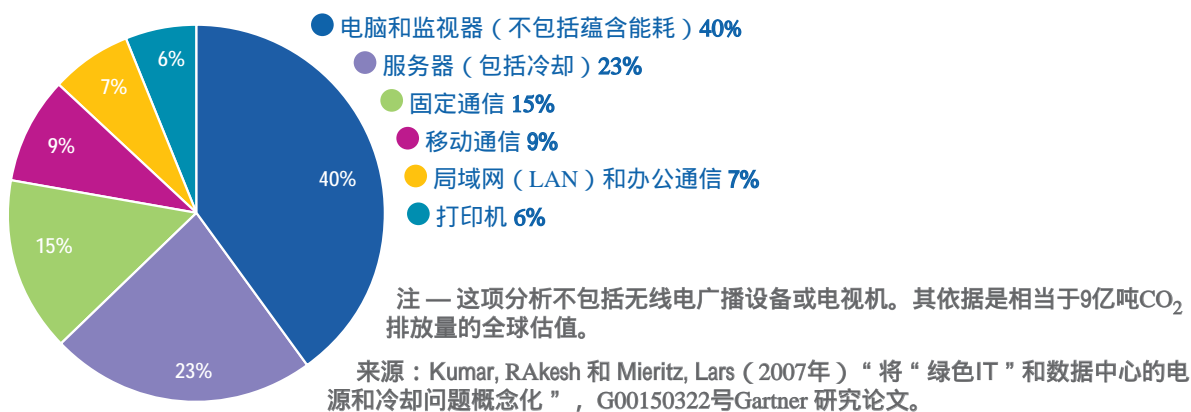 电脑和监视器（不包括蕴含能耗）40%
服务器（包括冷却）23%
固定通信 15%
移动通信 9%
局域网（LAN）和办公通信 7%
打印机 6%
6%
7%
9%
40%
15%
23%
注 — 这项分析不包括无线电广播设备或电视机。其依据是相当于9亿吨CO₂
排放量的全球估值。
来源：Kumar, RAkesh 和 Mieritz, Lars（2007年）“ 将 “ 绿色IT ” 和数据中心的电
源和冷却问题概念化 ” ，G00150322号Gartner 研究论文。